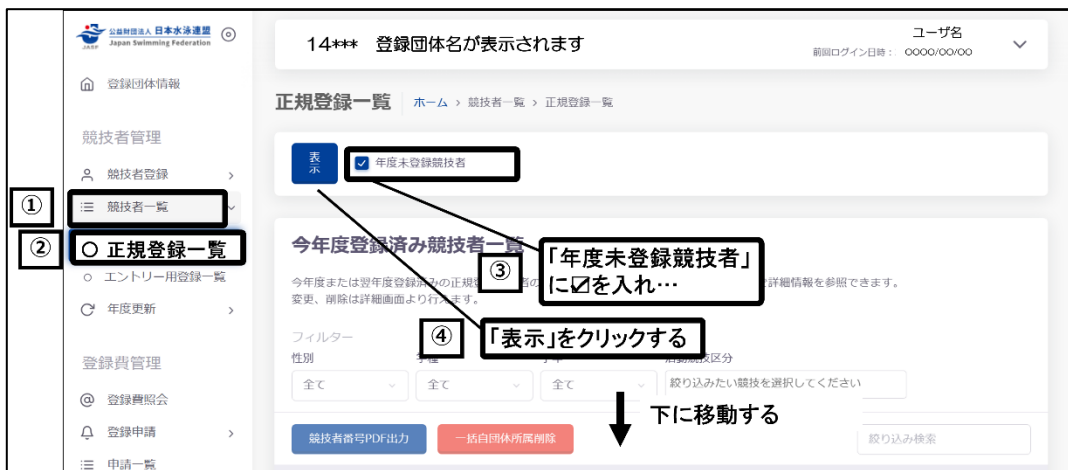 公益財団法人 日本水泳連盟
Japan Swimming Federation
JASF
14*** 登録団体名が表示されます
ユーザ名
前回ログイン日時： 0000/00/00
登録団体情報
正規登録一覧 ホーム › 競技者一覧 › 正規登録一覧
競技者管理
表示
年度未登録競技者
競技者登録
①
競技者一覧
②
正規登録一覧
今年度登録済み競技者一覧
③
「年度未登録競技者」
に☑を入れ…
エントリー用登録一覧
今年度または翌年度登録済みの正規登
者の
詳細情報を参照できます。
変更、削除は詳細画面より行えます。
年度更新
④
「表示」をクリックする
フィルター
性別
区分
登録費管理
全て
全て
全て
絞り込みたい競技を選択してください
登録費照会
下に移動する
登録申請
競技者番号PDF出力
一括自団体所属削除
絞り込み検索
申請一覧